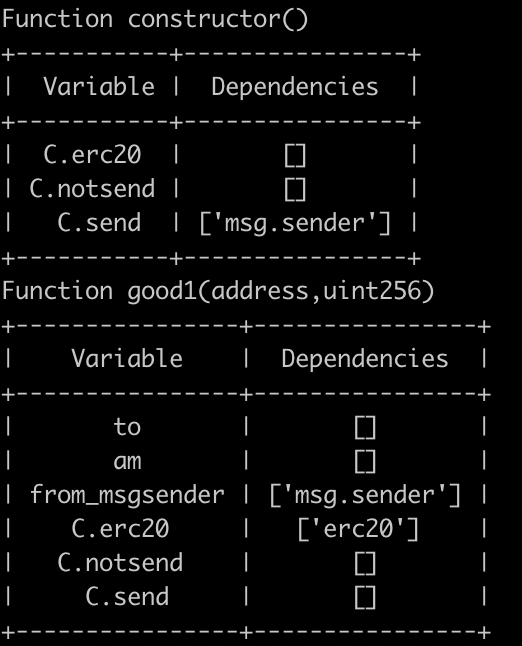 Function constructor()
+-----------+----------------+
|  Variable |  Dependencies  |
+-----------+----------------+
|  C.erc20  |       []       |
| C.notsend |       []       |
|   C.send  | ['msg.sender'] |
+-----------+----------------+
Function good1(address,uint256)
+----------------+----------------+
|    Variable    |  Dependencies  |
+----------------+----------------+
|       to       |       []       |
|       am       |       []       |
| from_msgsender | ['msg.sender'] |
|    C.erc20     |   ['erc20']    |
|   C.notsend    |       []       |
|     C.send     |       []       |
+----------------+----------------+